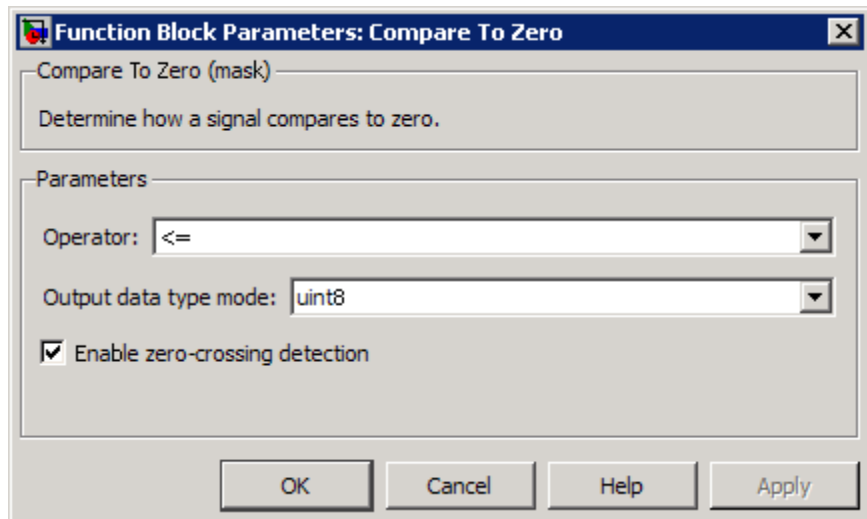 Function Block Parameters: Compare To Zero
Compare To Zero (mask)
Determine how a signal compares to zero.
Parameters
Operator: <=
Output data type mode: uint8
Enable zero-crossing detection
OK Cancel Help Apply